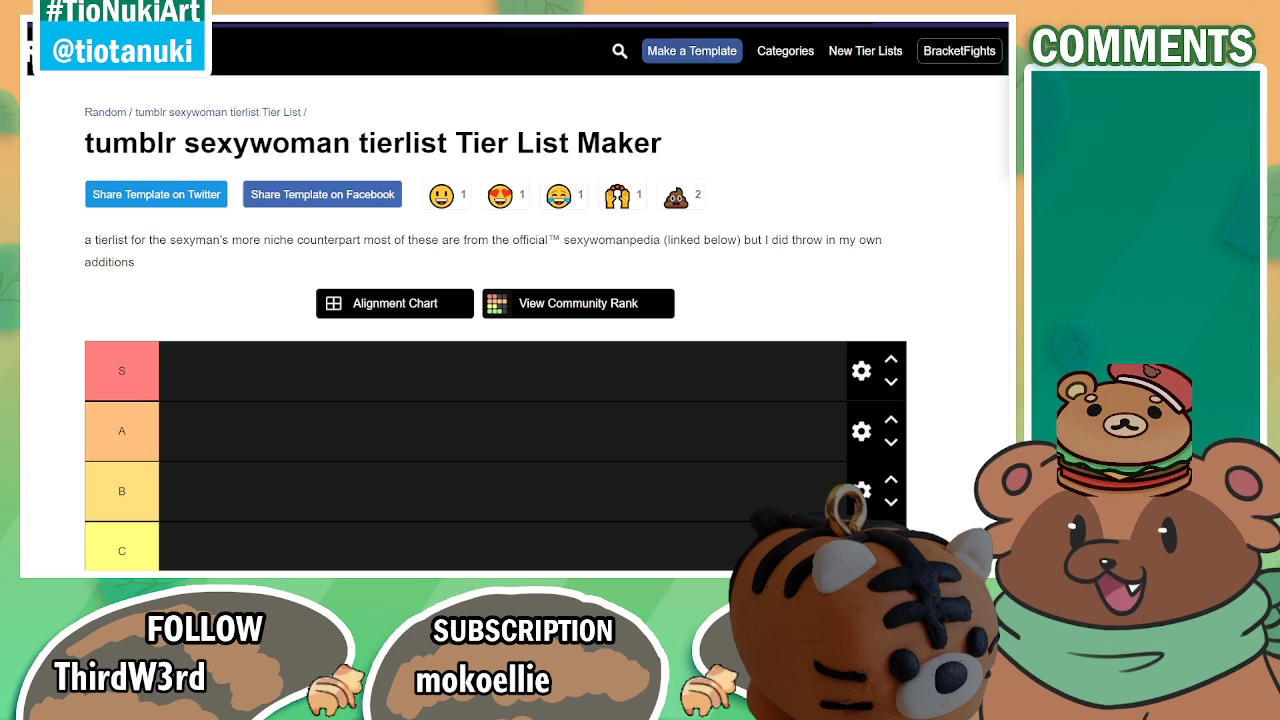 #TioNukiArt
@tiotanuki
Make a Template
Categories
New Tier Lists
BracketFights
COMMENTS
Random / tumblr sexywoman tierlist Tier List /
tumblr sexywoman tierlist Tier List Maker
Share Template on Twitter
Share Template on Facebook
1
1
1
1
2
a tierlist for the sexyman's more niche counterpart most of these are from the official™ sexywomanpedia (linked below) but I did throw in my own
additions
Alignment Chart
View Community Rank
S
A
B
C
FOLLOW
ThirdW3rd
SUBSCRIPTION
mokoellie